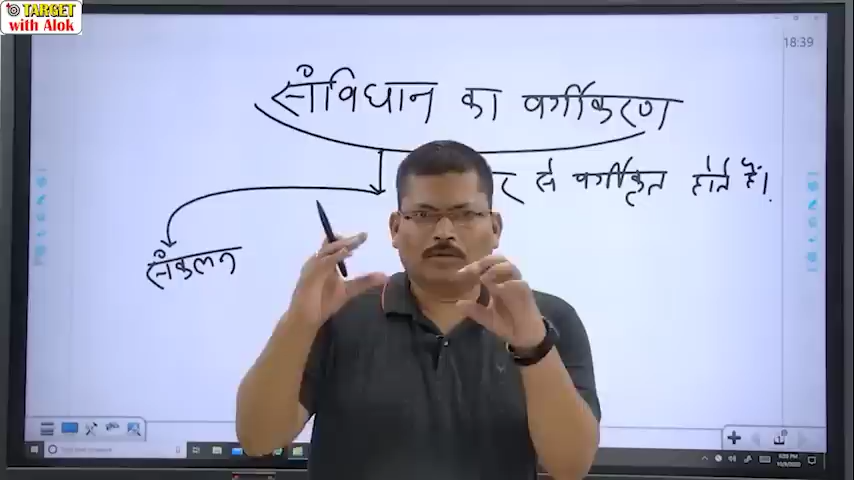 TARGET
with Alok
18:39
संविधान का वर्गीकरण
से वर्गीकृत होते हैं।
संकलन